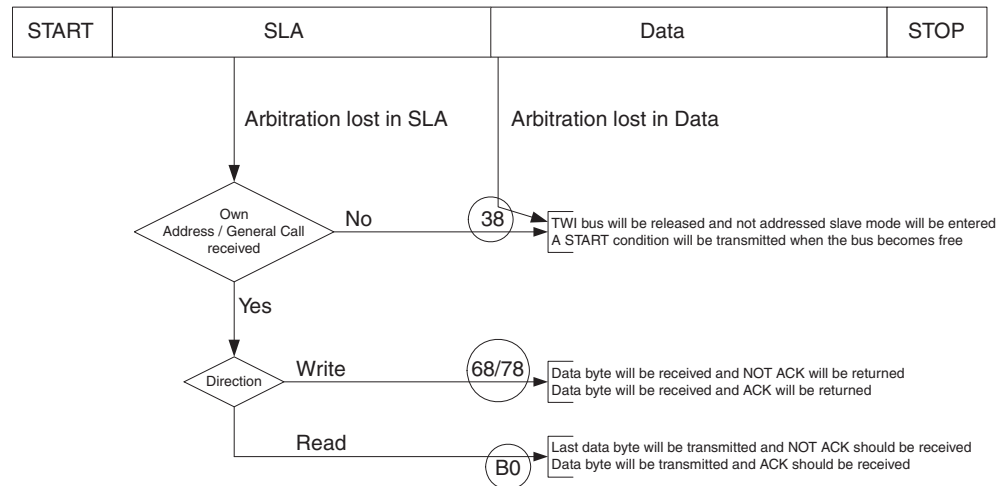 START SLA Data STOP
Arbitration lost in SLA Arbitration lost in Data
Own
Address / General Call
received
No
38
TWI bus will be released and not addressed slave mode will be entered
A START condition will be transmitted when the bus becomes free
Yes
Direction
Write
68/78
Data byte will be received and NOT ACK will be returned
Data byte will be received and ACK will be returned
Read
B0
Last data byte will be transmitted and NOT ACK should be received
Data byte will be transmitted and ACK should be received